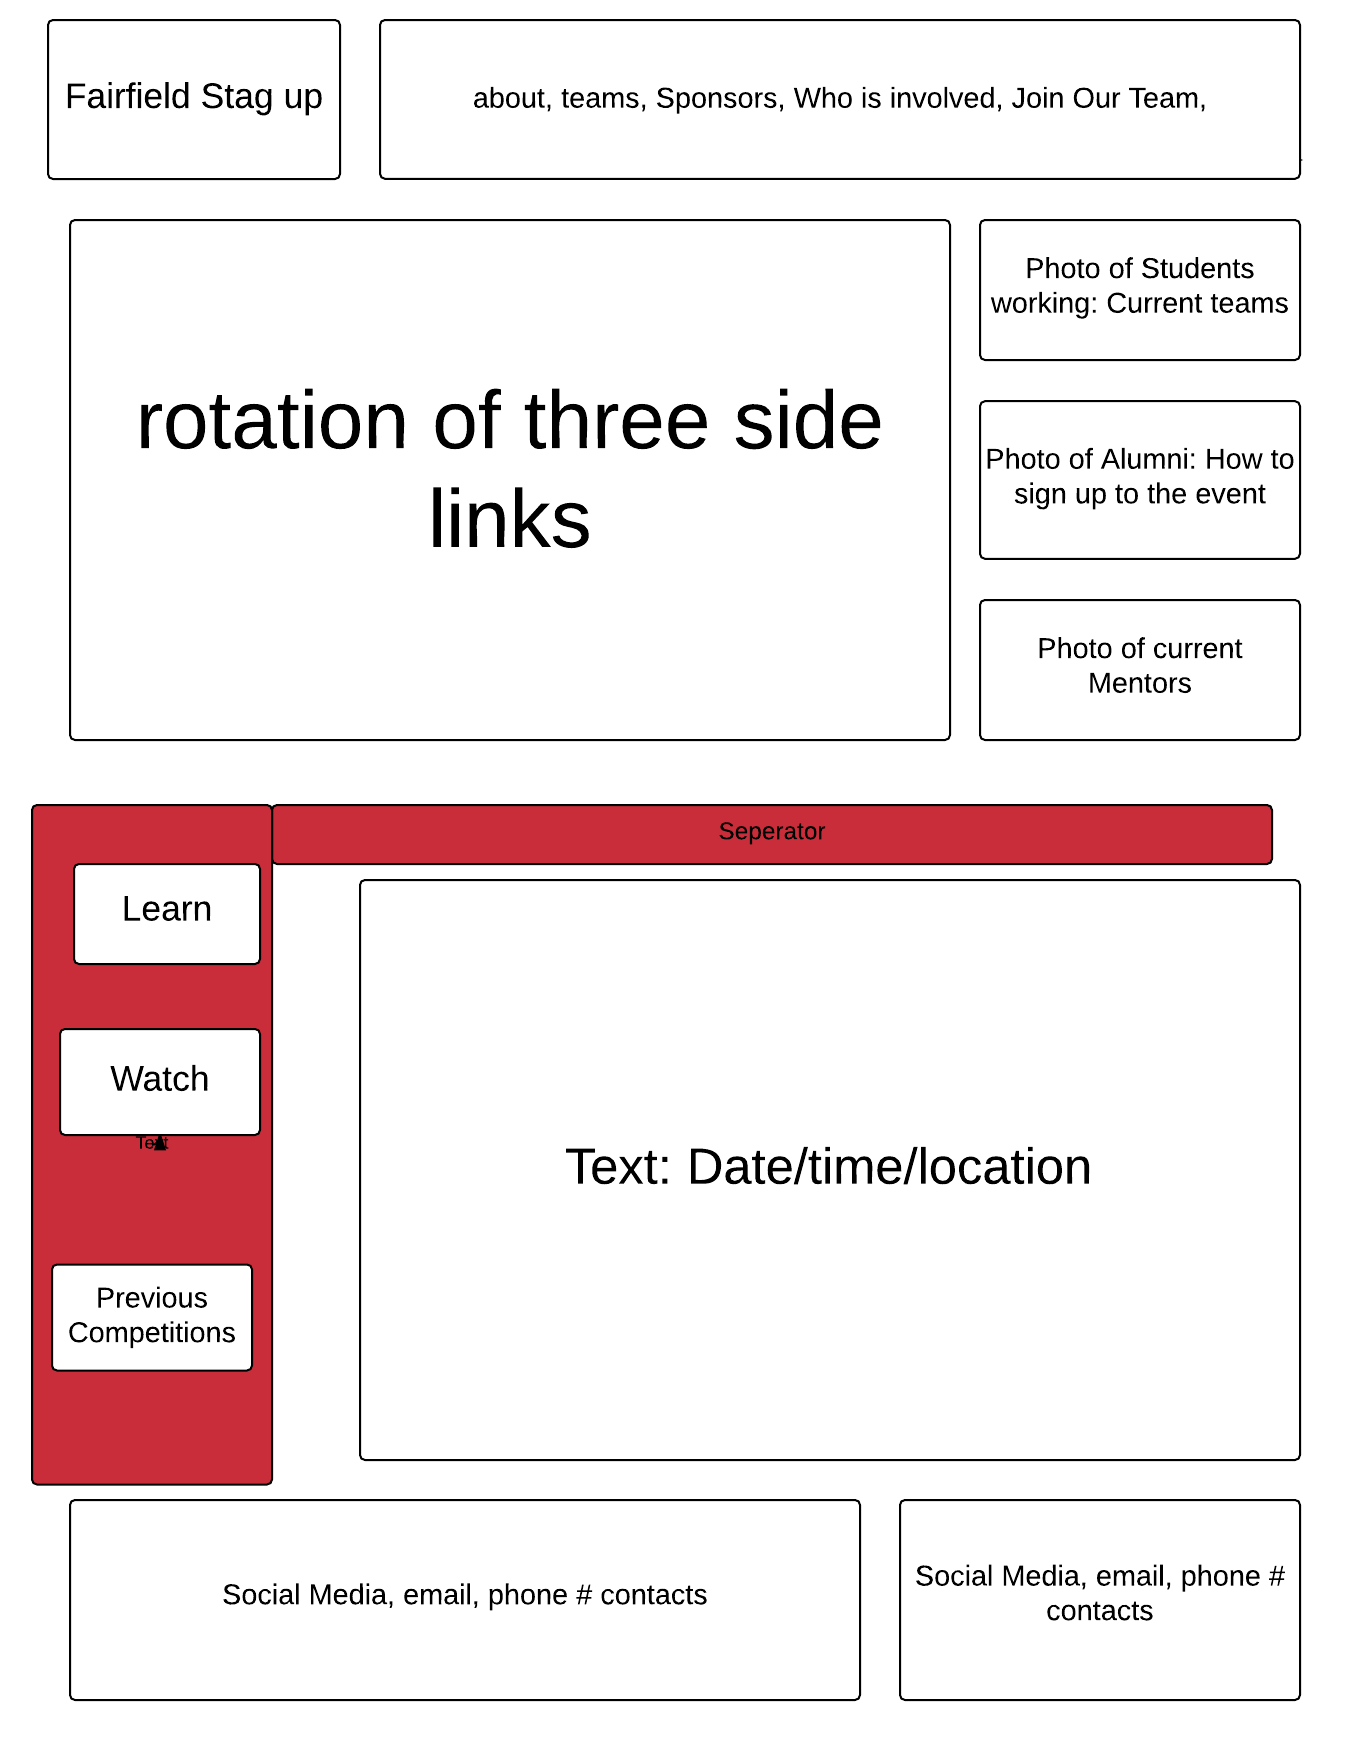 Fairfield Stag up
about, teams, Sponsors, Who is involved, Join Our Team,
rotation of three side
links
Photo of Students
working: Current teams
Photo of Alumni: How to
sign up to the event
Photo of current
Mentors
Seperator
Learn
Watch
Text
Previous
Competitions
Text: Date/time/location
Social Media, email, phone # contacts
Social Media, email, phone #
contacts